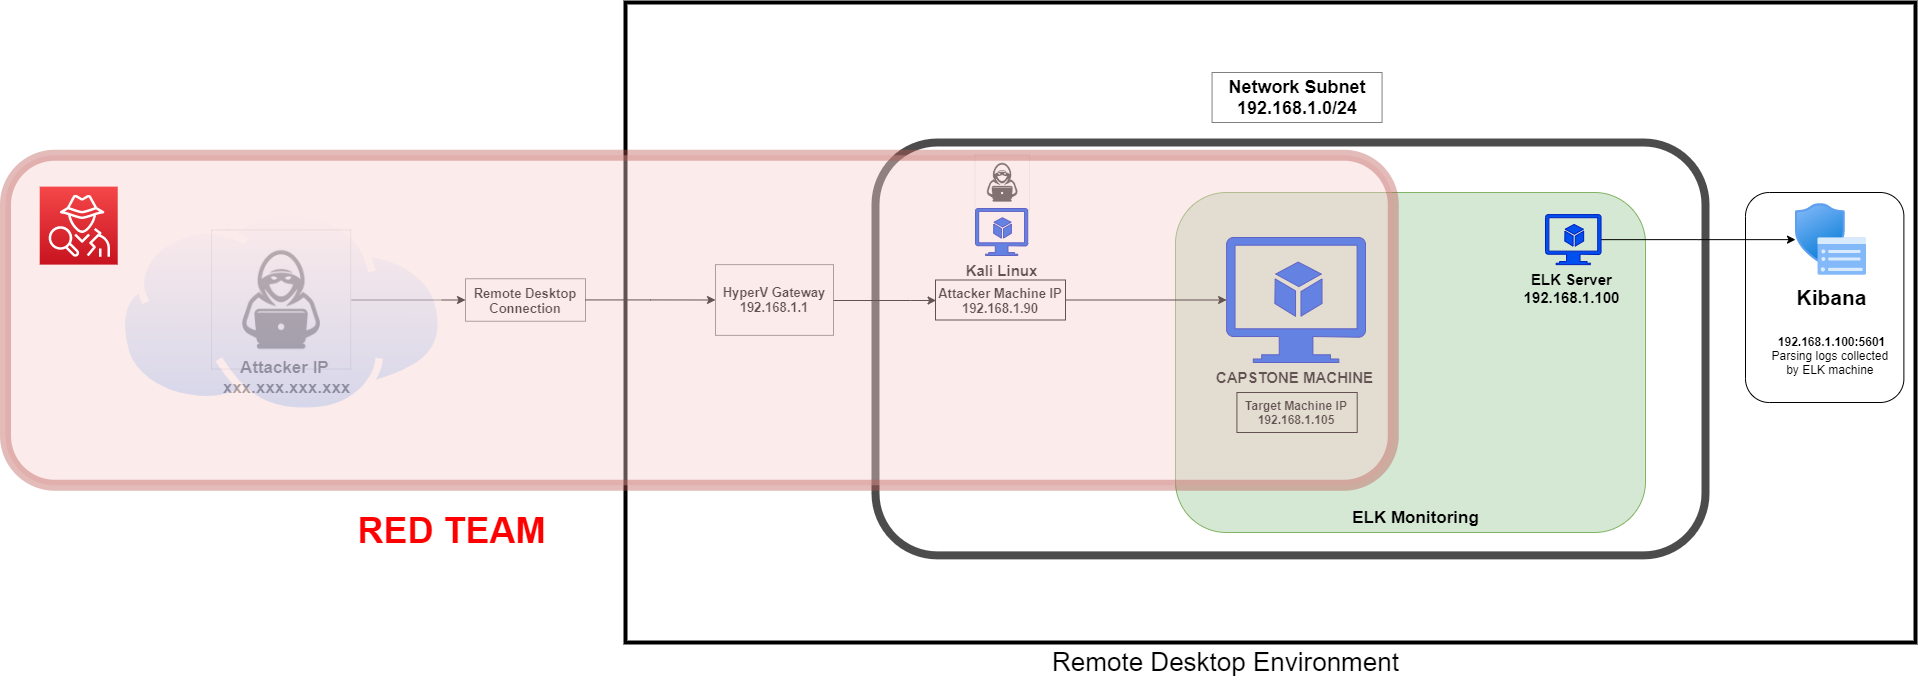 Network Subnet
192.168.1.0/24
Attacker IP
xxx.xxx.xxx.xxx
Remote Desktop
Connection
HyperV Gateway
192.168.1.1
Kali Linux
Attacker Machine IP
192.168.1.90
CAPSTONE MACHINE
Target Machine IP
192.168.1.105
ELK Server
192.168.1.100
Kibana
192.168.1.100:5601
Parsing logs collected
by ELK machine
ELK Monitoring
RED TEAM
Remote Desktop Environment